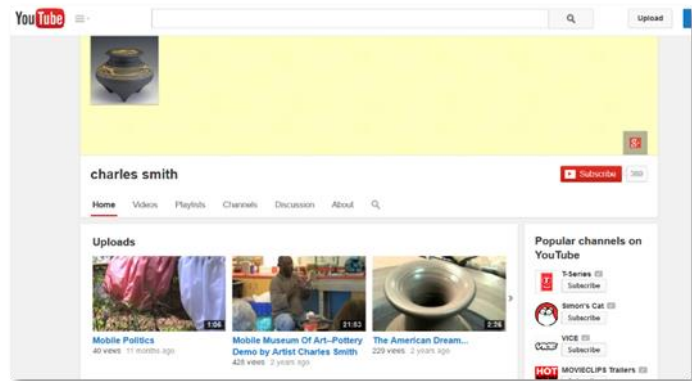 YouTube
Upload
charles smith
Subscribe
Home Videos Playlists Channels Discussion About
Uploads
1:06
Mobile Politics
40 views 11 months ago
21:53
Mobile Museum Of Art--Pottery
Demo by Artist Charles Smith
428 views 2 years ago
2:26
The American Dream...
229 views 2 years ago
Popular channels on
YouTube
T-Series
Subscribe
Simon's Cat
Subscribe
VICE
Subscribe
HOT
MOVIECLIPS Trailers